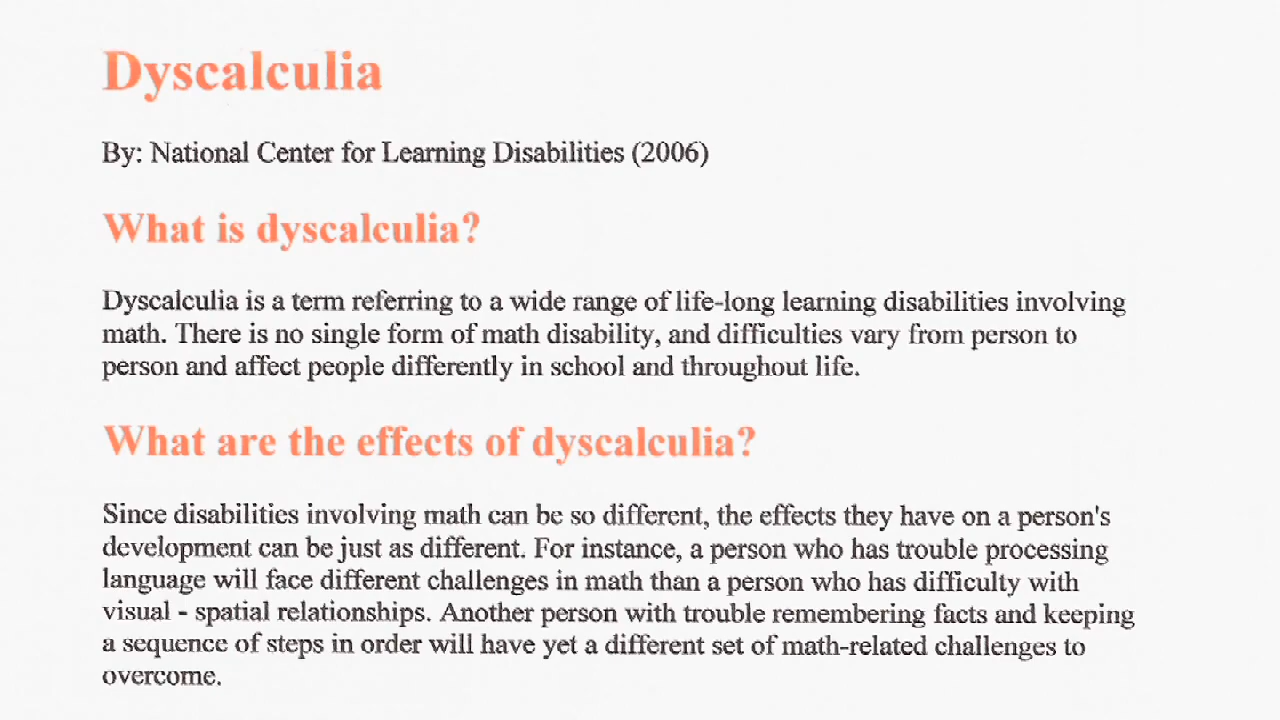 Dyscalculia
By: National Center for Learning Disabilities (2006)
What is dyscalculia?
Dyscalculia is a term referring to a wide range of life-long learning disabilities involving
math. There is no single form of math disability, and difficulties vary from person to
person and affect people differently in school and throughout life.
What are the effects of dyscalculia?
Since disabilities involving math can be so different, the effects they have on a person's
development can be just as different. For instance, a person who has trouble processing
language will face different challenges in math than a person who has difficulty with
visual - spatial relationships. Another person with trouble remembering facts and keeping
a sequence of steps in order will have yet a different set of math-related challenges to
overcome.